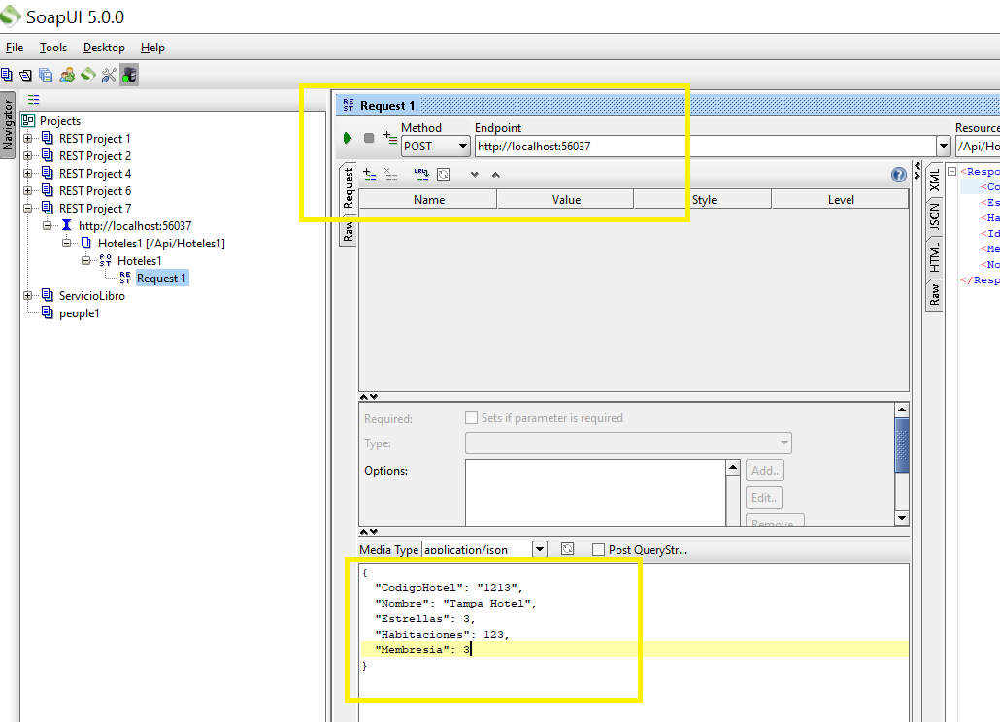 SoapUI 5.0.0
File Tools Desktop Help
Navigator
Projects
REST Project 1
REST Project 2
REST Project 4
REST Project 6
REST Project 7
http://localhost:56037
Hoteles1 [/Api/Hoteles1]
Hoteles1
Request 1
ServicioLibro
people1
Request 1
Method Endpoint Resource
POST http://localhost:56037 /Api/Ho
Request
Raw
Name Value Style Level
Required: Sets if parameter is required
Type:
Options:
Add..
Edit..
Remove
Media Type application/json Post QueryStr...
{
"CodigoHotel": "1213",
"Nombre": "Tampa Hotel",
"Estrellas": 3,
"Habitaciones": 123,
"Membresia": 3
}
XML
JSON
HTML
Raw
<Respo
<Co
<Es
<Ha
<Id
<Me
<No
</Resp